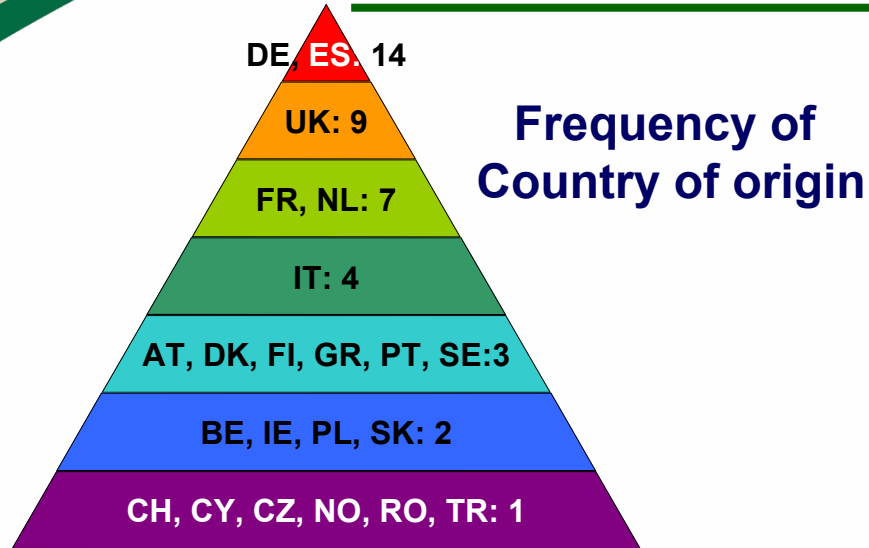 DE, ES: 14
UK: 9
Frequency of
Country of origin
FR, NL: 7
IT: 4
AT, DK, FI, GR, PT, SE:3
BE, IE, PL, SK: 2
CH, CY, CZ, NO, RO, TR: 1